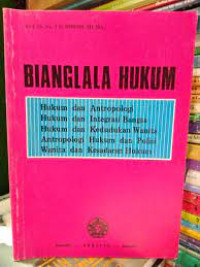 BIANGLALA HUKUM
Hukum dan Antropologi
Hukum dan Integrasi Bangsa
Hukum dan Kedudukan Wanita
Antropologi Hukum dan Polisi
Wanita dan Kesadaran Hukum